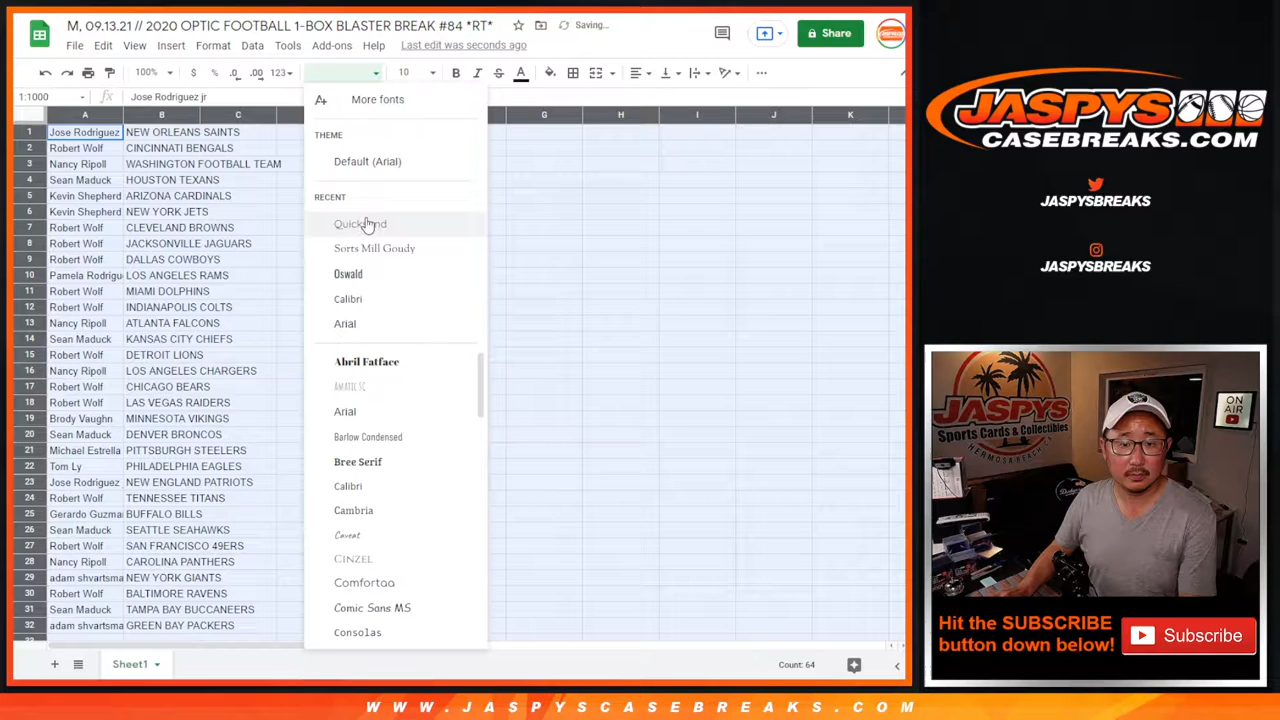 M, 09.13.21 // 2020 OPTIC FOOTBALL 1-BOX BLASTER BREAK #84 *RT*
Saving...
File Edit View Insert Format Data Tools Add-ons Help Last edit was seconds ago
Share
100% $ % .0 .00 123 10 B I S A
1:1000 fx Jose Rodriguez jr
A B C G H I J K
1 Jose Rodriguez NEW ORLEANS SAINTS
2 Robert Wolf CINCINNATI BENGALS
3 Nancy Ripoll WASHINGTON FOOTBALL TEAM
4 Sean Maduck HOUSTON TEXANS
5 Kevin Shepherd ARIZONA CARDINALS
6 Kevin Shepherd NEW YORK JETS
7 Robert Wolf CLEVELAND BROWNS
8 Robert Wolf JACKSONVILLE JAGUARS
9 Robert Wolf DALLAS COWBOYS
10 Pamela Rodrigu LOS ANGELES RAMS
11 Robert Wolf MIAMI DOLPHINS
12 Robert Wolf INDIANAPOLIS COLTS
13 Nancy Ripoll ATLANTA FALCONS
14 Sean Maduck KANSAS CITY CHIEFS
15 Robert Wolf DETROIT LIONS
16 Nancy Ripoll LOS ANGELES CHARGERS
17 Robert Wolf CHICAGO BEARS
18 Robert Wolf LAS VEGAS RAIDERS
19 Brody Vaughn MINNESOTA VIKINGS
20 Sean Maduck DENVER BRONCOS
21 Michael Estrella PITTSBURGH STEELERS
22 Tom Ly PHILADELPHIA EAGLES
23 Jose Rodriguez NEW ENGLAND PATRIOTS
24 Robert Wolf TENNESSEE TITANS
25 Gerardo Guzma BUFFALO BILLS
26 Sean Maduck SEATTLE SEAHAWKS
27 Robert Wolf SAN FRANCISCO 49ERS
28 Nancy Ripoll CAROLINA PANTHERS
29 adam shvartsma NEW YORK GIANTS
30 Robert Wolf BALTIMORE RAVENS
31 Sean Maduck TAMPA BAY BUCCANEERS
32 adam shvartsma GREEN BAY PACKERS
More fonts
THEME
Default (Arial)
RECENT
Quicksand
Sorts Mill Goudy
Oswald
Calibri
Arial
Abril Fatface
AMATIC SC
Arial
Barlow Condensed
Bree Serif
Calibri
Cambria
Caveat
CINZEL
Comfortaa
Comic Sans MS
Consolas
Sheet1
Count: 64
JASPYS
CASEBREAKS.COM
JASPYSBREAKS
JASPYSBREAKS
JASPYS
Sports Cards & Collectibles
HERMOSA BEACH
ON
AIR
Hit the SUBSCRIBE
button down below!
Subscribe
WWW.JASPYSCASEBREAKS.COM